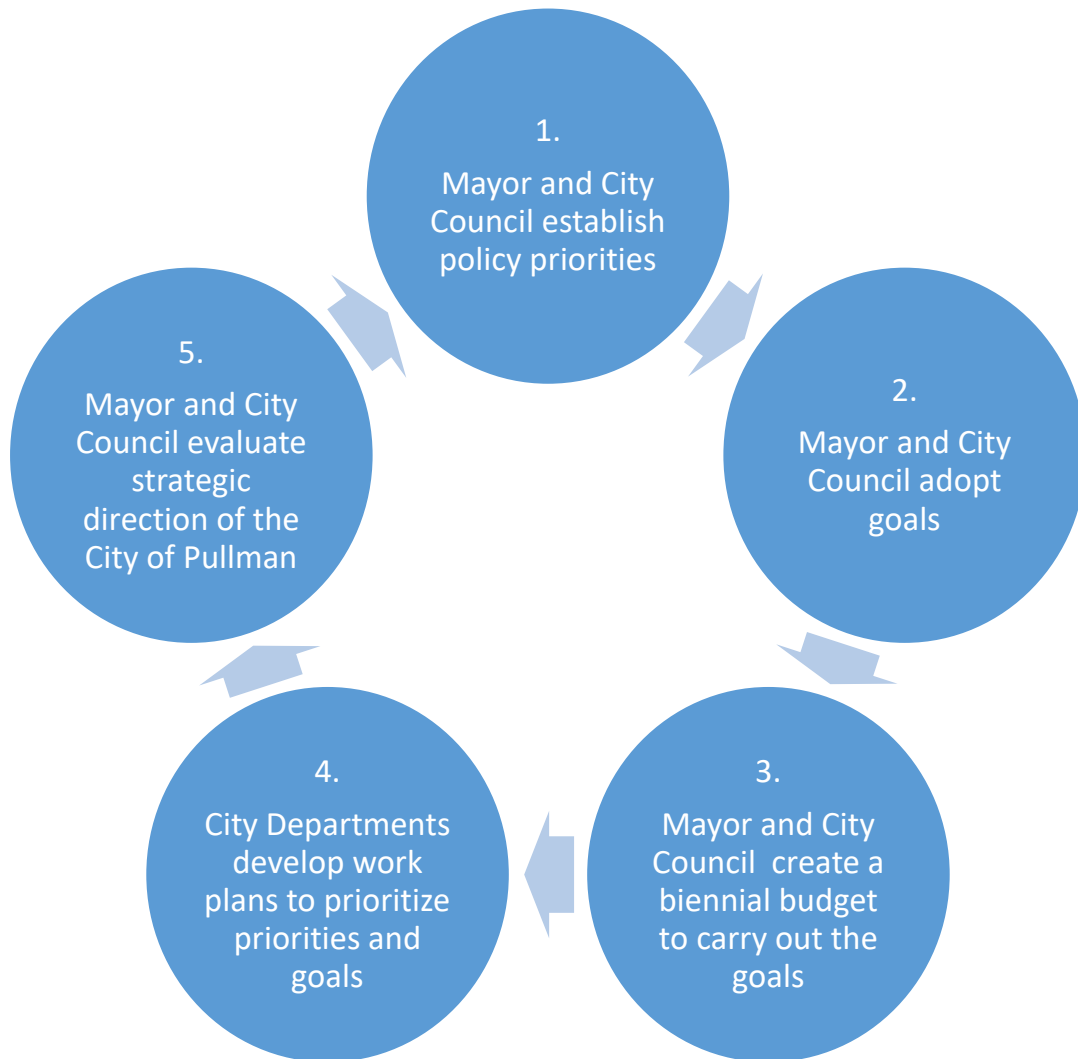 1.
Mayor and City
Council establish
policy priorities
2.
Mayor and City
Council adopt
goals
3.
Mayor and City
Council  create a
biennial budget
to carry out the
goals
4.
City Departments
develop work
plans to prioritize
priorities and
goals
5.
Mayor and City
Council evaluate
strategic
direction of the
City of Pullman